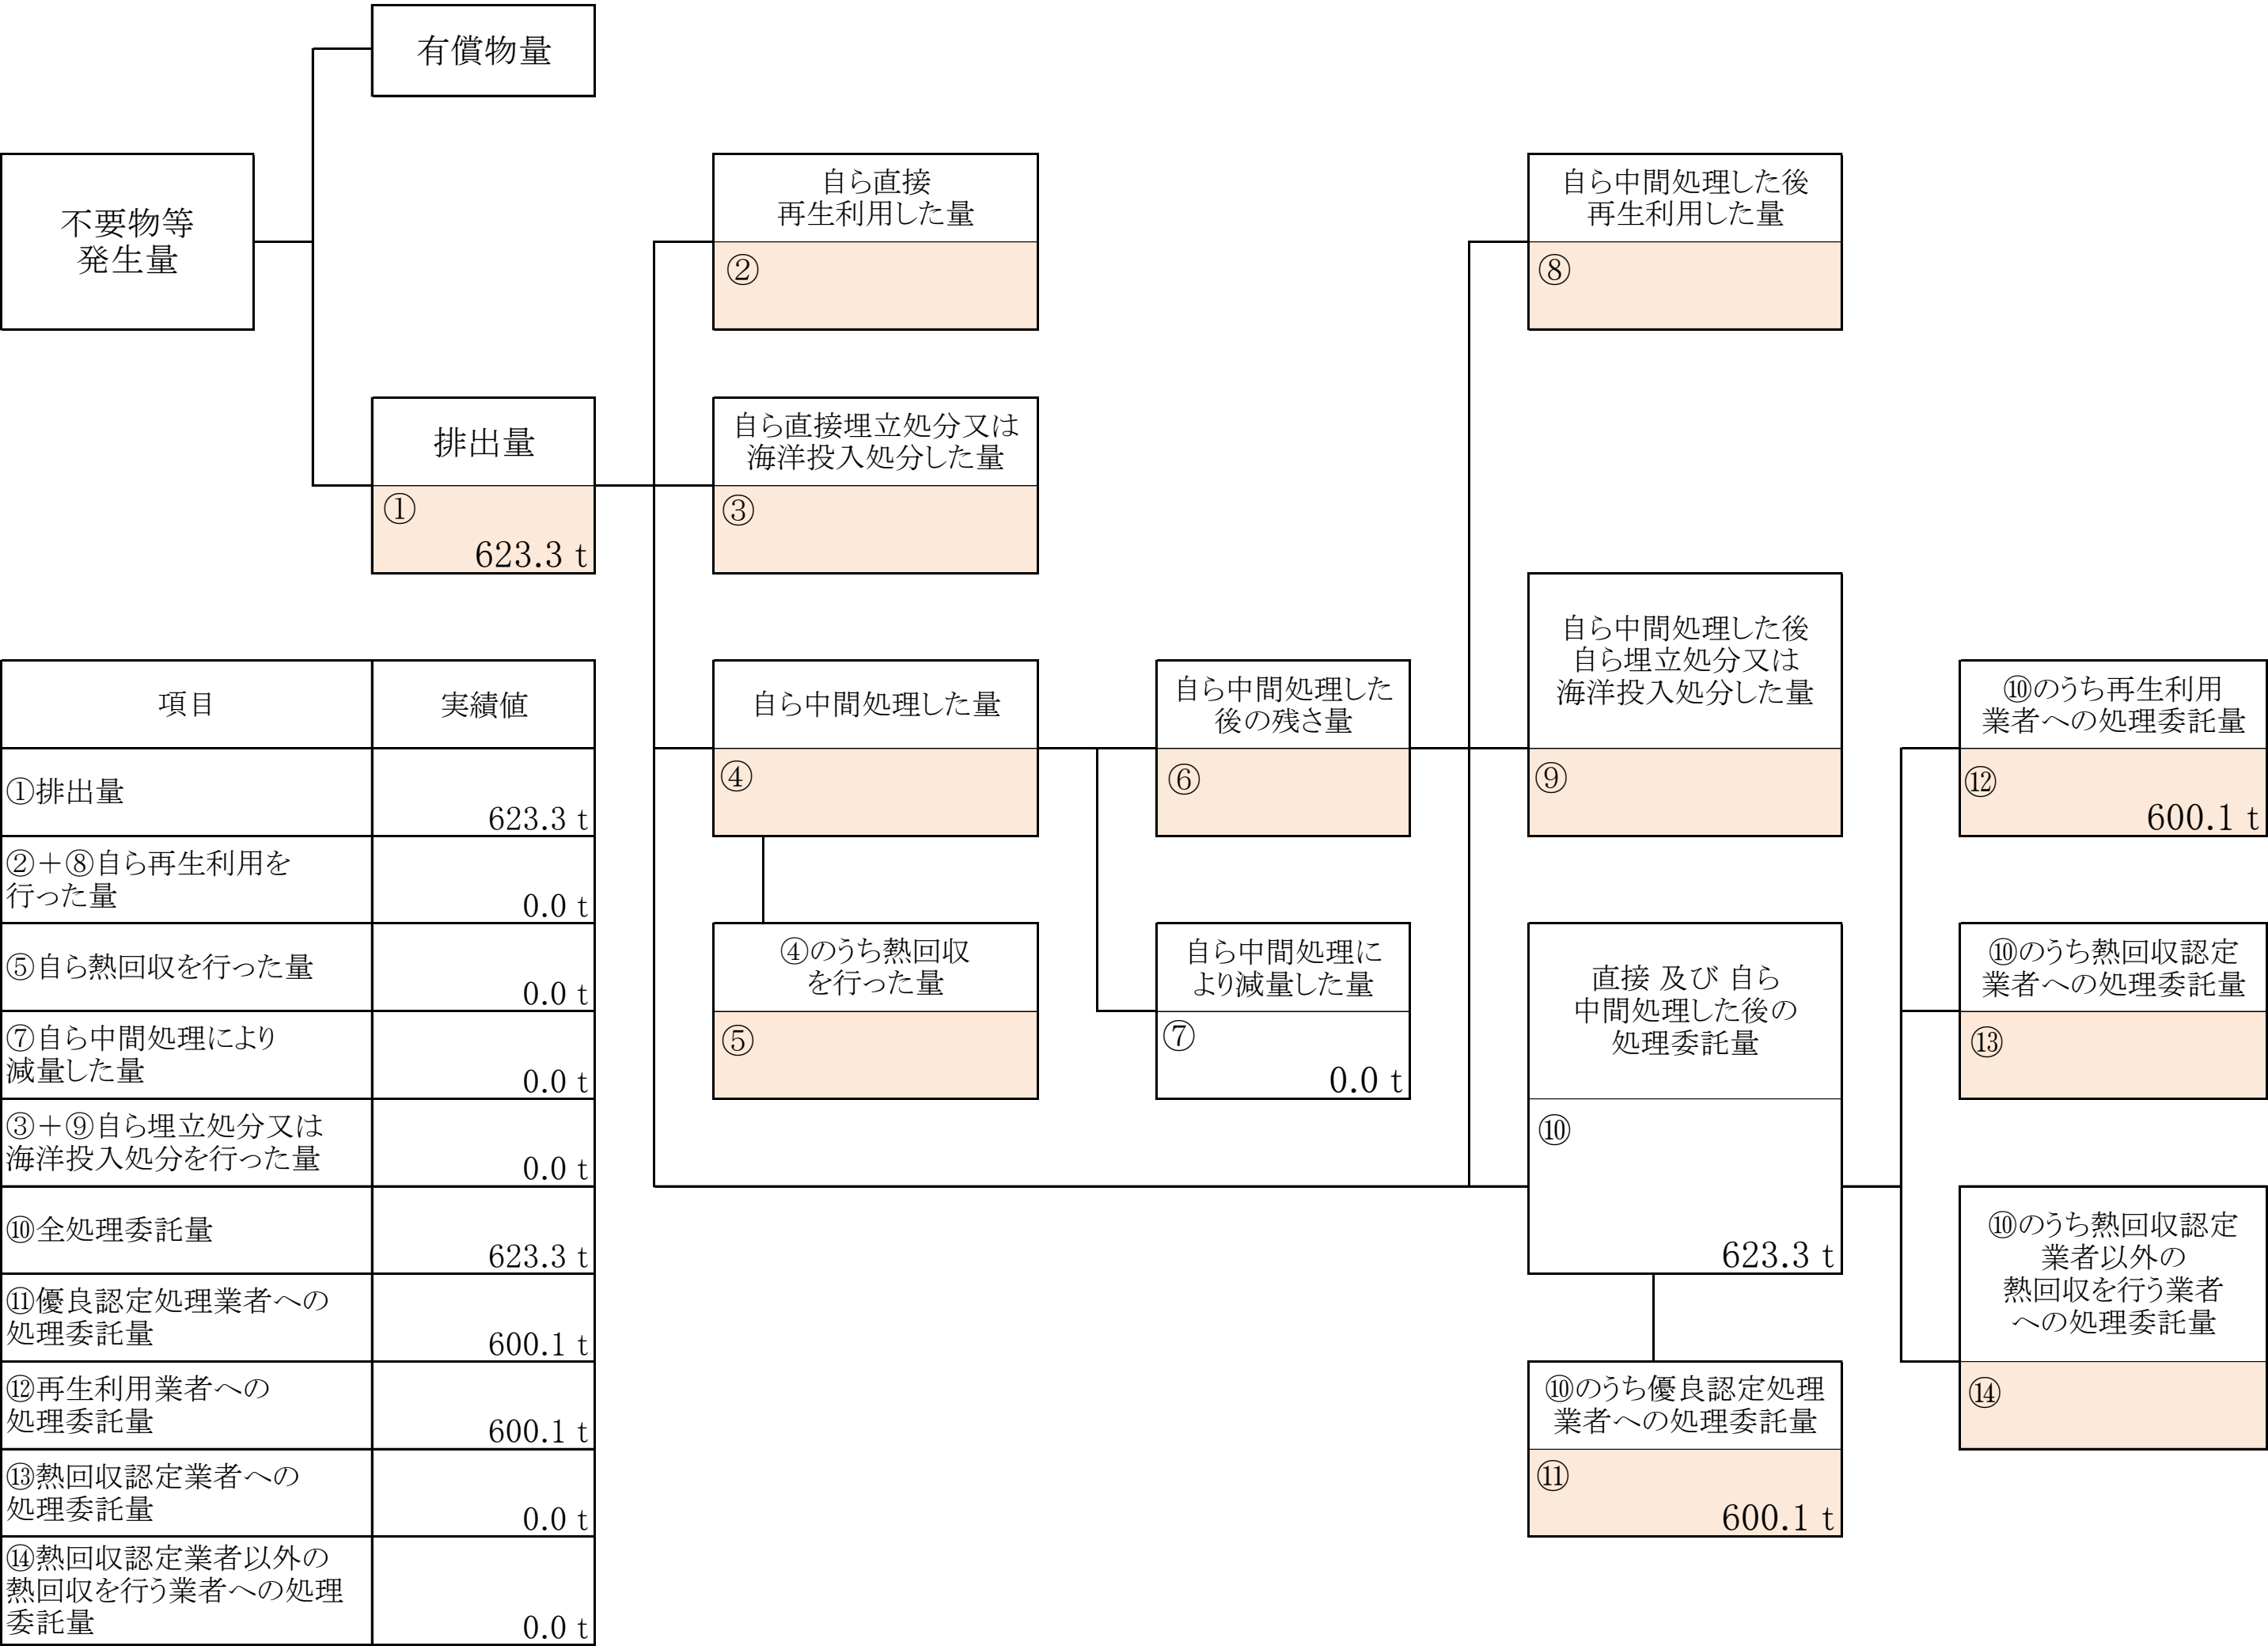 有償物量
不要物等
発生量
排出量
①
623.3 t
自ら直接
再生利用した量
②
自ら直接埋立処分又は
海洋投入処分した量
③
自ら中間処理した量
④
④のうち熱回収
を行った量
⑤
自ら中間処理した
後の残さ量
⑥
自ら中間処理に
より減量した量
⑦
0.0 t
自ら中間処理した後
再生利用した量
⑧
自ら中間処理した後
自ら埋立処分又は
海洋投入処分した量
⑨
直接 及び 自ら
中間処理した後の
処理委託量
⑩
623.3 t
⑩のうち優良認定処理
業者への処理委託量
⑪
600.1 t
⑩のうち再生利用
業者への処理委託量
⑫
600.1 t
⑩のうち熱回収認定
業者への処理委託量
⑬
⑩のうち熱回収認定
業者以外の
熱回収を行う業者
への処理委託量
⑭
項目 実績値
①排出量
623.3 t
②＋⑧自ら再生利用を
行った量
0.0 t
⑤自ら熱回収を行った量
0.0 t
⑦自ら中間処理により
減量した量
0.0 t
③＋⑨自ら埋立処分又は
海洋投入処分を行った量
0.0 t
⑩全処理委託量
623.3 t
⑪優良認定処理業者への
処理委託量
600.1 t
⑫再生利用業者への
処理委託量
600.1 t
⑬熱回収認定業者への
処理委託量
0.0 t
⑭熱回収認定業者以外の
熱回収を行う業者への処理
委託量
0.0 t